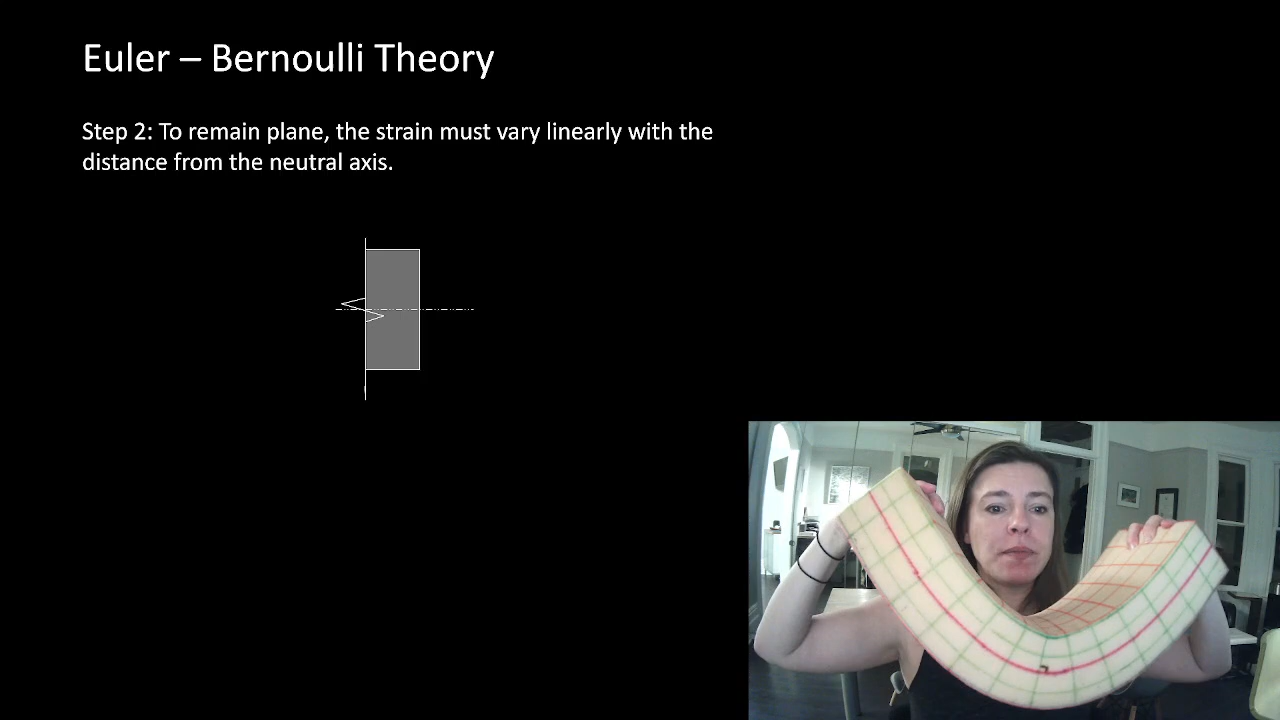 Euler – Bernoulli Theory
Step 2: To remain plane, the strain must vary linearly with the
distance from the neutral axis.